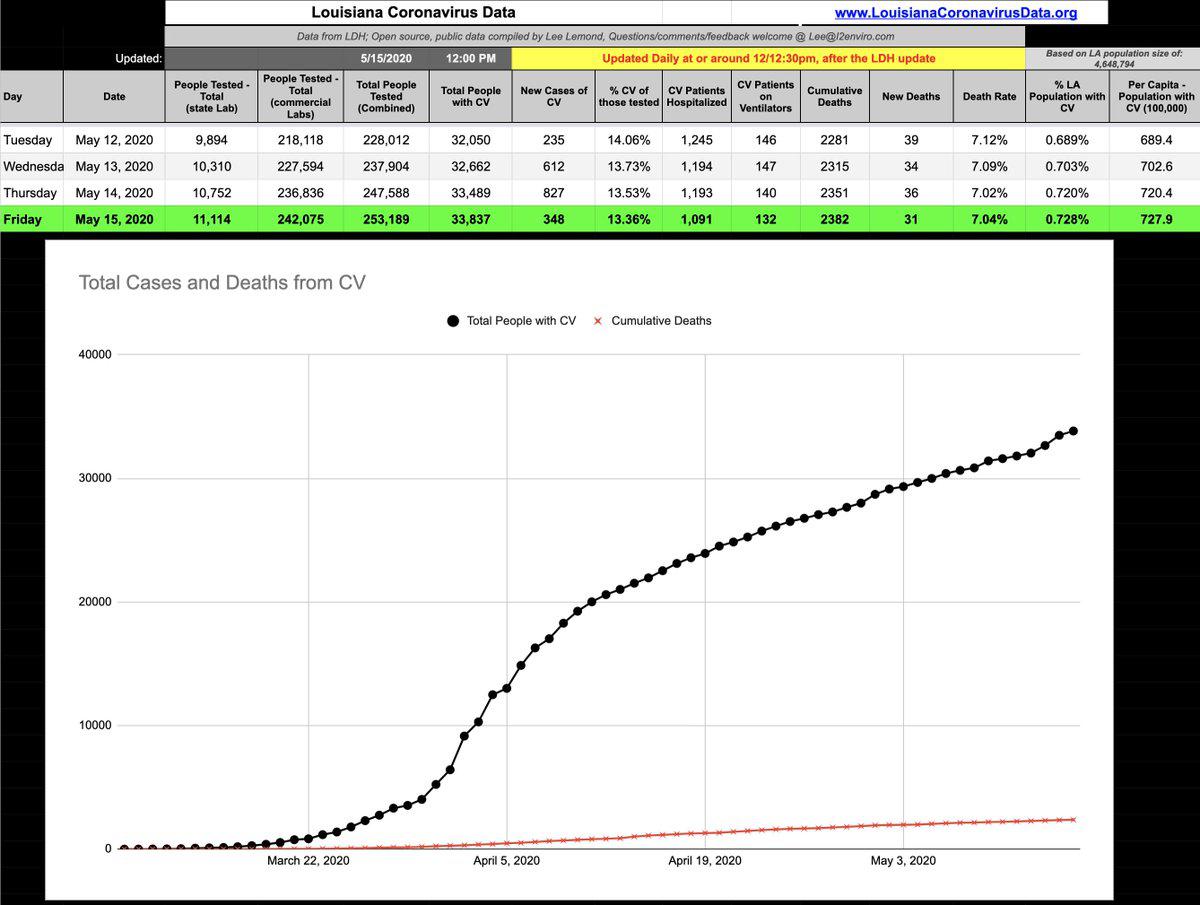 Louisiana Coronavirus Data www.LouisianaCoronavirusData.org
Data from LDH; Open source, public data compiled by Lee Lemond, Questions/comments/feedback welcome @ Lee@l2enviro.com
Updated: 5/15/2020 12:00 PM Updated Daily at or around 12/12:30pm, after the LDH update Based on LA population size of: 4,648,794
Day Date People Tested - Total (state Lab) People Tested - Total (commercial Labs) Total People Tested (Combined) Total People with CV New Cases of CV % CV of those tested CV Patients Hospitalized CV Patients on Ventilators Cumulative Deaths New Deaths Death Rate % LA Population with CV Per Capita - Population with CV (100,000)
Tuesday May 12, 2020 9,894 218,118 228,012 32,050 235 14.06% 1,245 146 2281 39 7.12% 0.689% 689.4
Wednesda May 13, 2020 10,310 227,594 237,904 32,662 612 13.73% 1,194 147 2315 34 7.09% 0.703% 702.6
Thursday May 14, 2020 10,752 236,836 247,588 33,489 827 13.53% 1,193 140 2351 36 7.02% 0.720% 720.4
Friday May 15, 2020 11,114 242,075 253,189 33,837 348 13.36% 1,091 132 2382 31 7.04% 0.728% 727.9
Total Cases and Deaths from CV
Total People with CV Cumulative Deaths
40000
30000
20000
10000
0
March 22, 2020 April 5, 2020 April 19, 2020 May 3, 2020